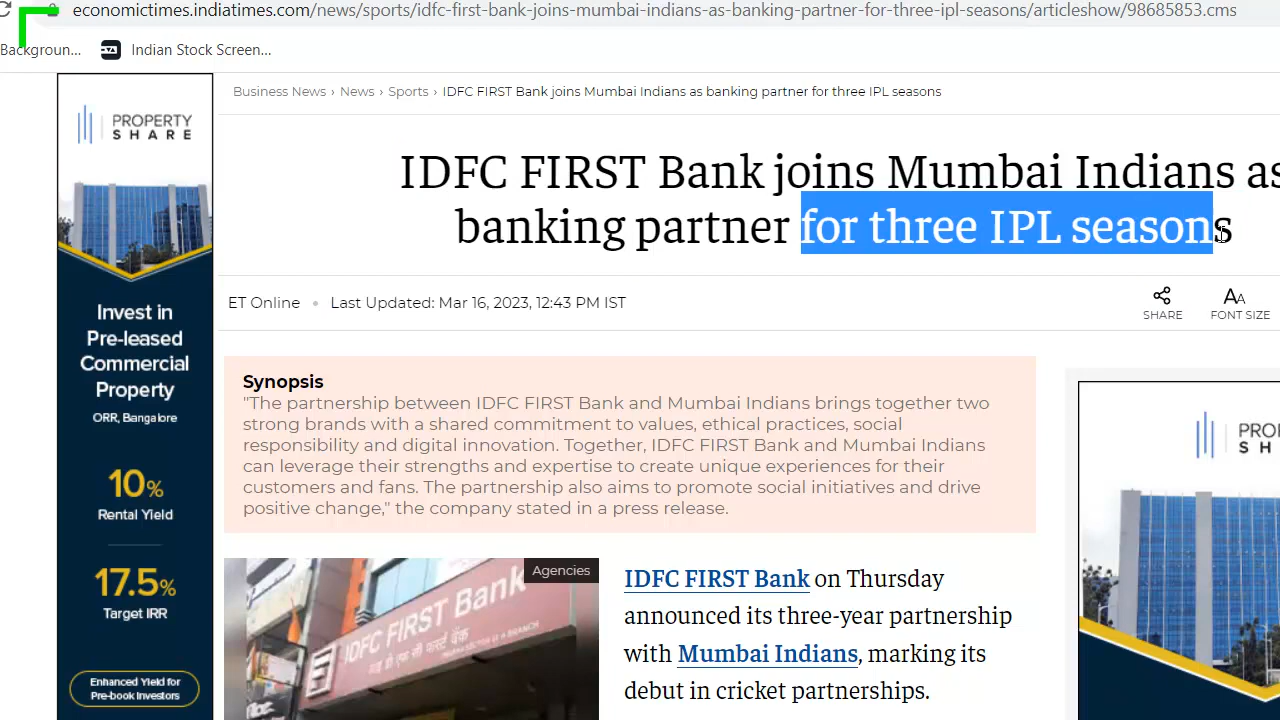 economictimes.indiatimes.com/news/sports/idfc-first-bank-joins-mumbai-indians-as-banking-partner-for-three-ipl-seasons/articleshow/98685853.cms
Backgroun... Indian Stock Screen...
Business News › News › Sports › IDFC FIRST Bank joins Mumbai Indians as banking partner for three IPL seasons
IDFC FIRST Bank joins Mumbai Indians as
banking partner for three IPL seasons
ET Online • Last Updated: Mar 16, 2023, 12:43 PM IST
SHARE
FONT SIZE
PROPERTY
SHARE
Invest in
Pre-leased
Commercial
Property
ORR, Bangalore
10%
Rental Yield
17.5%
Target IRR
Enhanced Yield for
Pre-book Investors
Synopsis
"The partnership between IDFC FIRST Bank and Mumbai Indians brings together two
strong brands with a shared commitment to values, ethical practices, social
responsibility and digital innovation. Together, IDFC FIRST Bank and Mumbai Indians
can leverage their strengths and expertise to create unique experiences for their
customers and fans. The partnership also aims to promote social initiatives and drive
positive change," the company stated in a press release.
Agencies
IDFC FIRST Bank
IDFC FIRST Bank on Thursday
announced its three-year partnership
with Mumbai Indians, marking its
debut in cricket partnerships.
PRO
S H